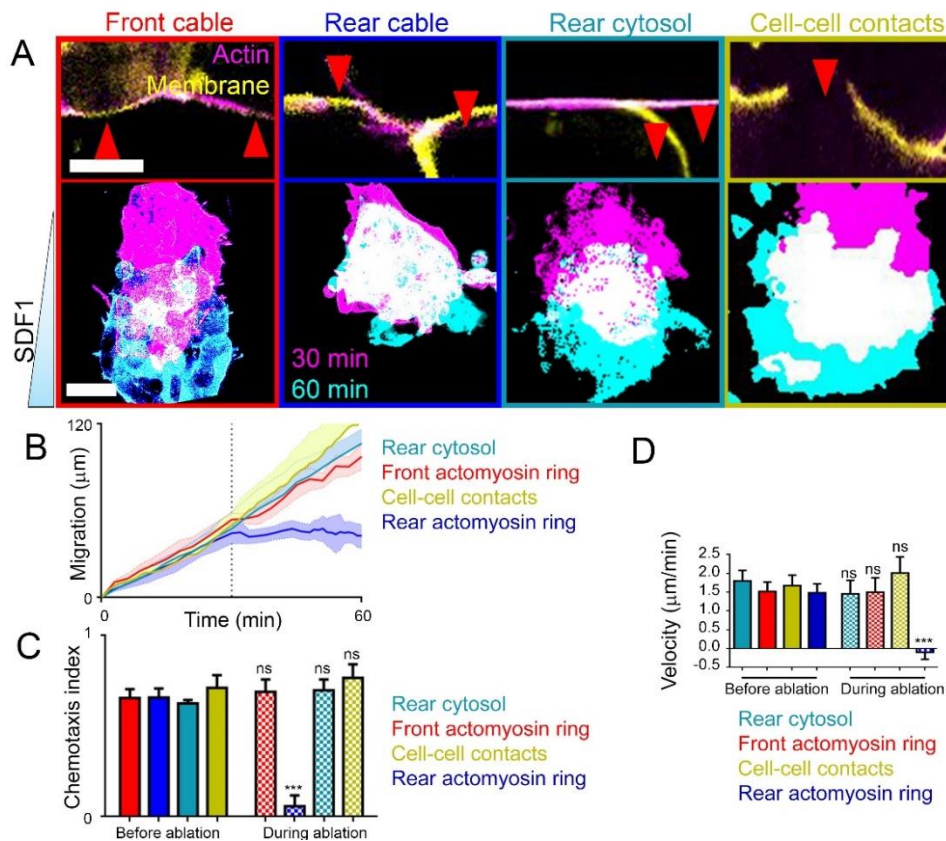 Front cable Rear cable Rear cytosol Cell-cell contacts
A
Actin
Membrane
SDF1
30 min
60 min
B
Migration (μm)
120
0
0 Time (min) 60
Rear cytosol
Front actomyosin ring
Cell-cell contacts
Rear actomyosin ring
D
Velocity (μm/min)
2.5
2.0
1.5
1.0
0.5
0.0
-0.5
ns ns ns ***
Before ablation During ablation
Rear cytosol
Front actomyosin ring
Cell-cell contacts
Rear actomyosin ring
C
Chemotaxis index
1
0
ns *** ns ns
Before ablation During ablation
Rear cytosol
Front actomyosin ring
Cell-cell contacts
Rear actomyosin ring